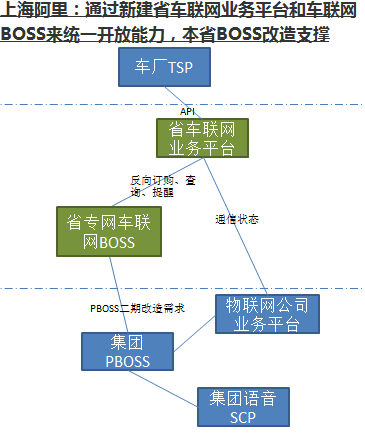 上海阿里：通过新建省车联网业务平台和车联网
BOSS来统一开放能力，本省BOSS改造支撑
车厂TSP
API
省车联网
业务平台
反向订购、查
询、提醒
通信状态
省专网车联
网BOSS
PBOSS二期改造需求
物联网公司
业务平台
集团
PBOSS
集团语音
SCP